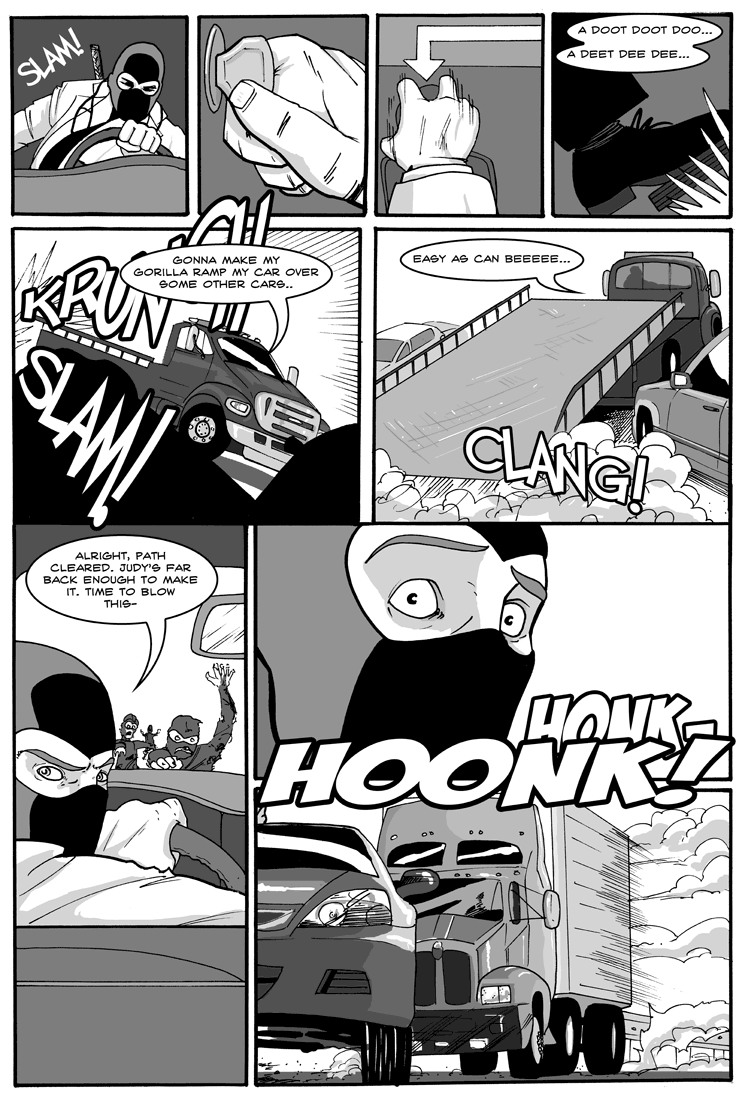 SLAM!
A DOOT DOOT DOO...
A DEET DEE DEE...
KRUNCH!!
GONNA MAKE MY
GORILLA RAMP MY CAR OVER
SOME OTHER CARS..
SLAM!
EASY AS CAN BEEEEE...
CLANG!
ALRIGHT, PATH
CLEARED. JUDY'S FAR
BACK ENOUGH TO MAKE
IT. TIME TO BLOW
THIS-
HONK-
HOONK!